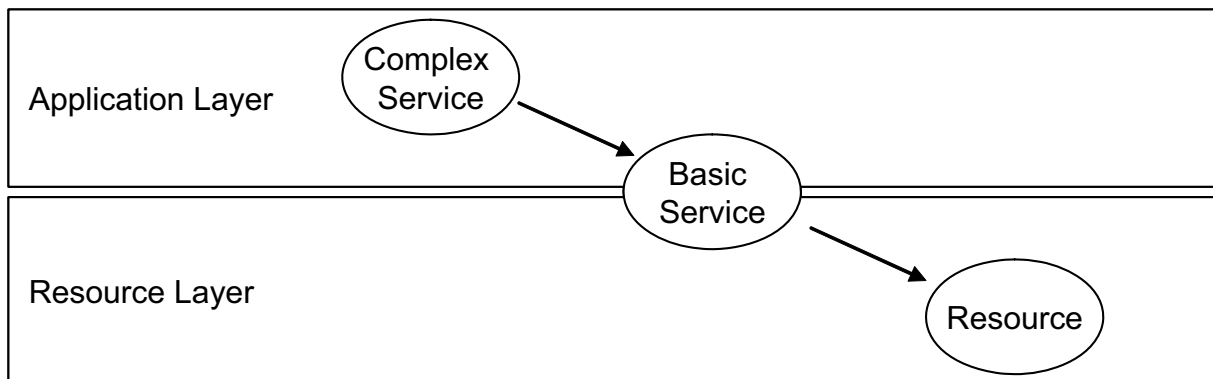 Complex
Service
Application Layer
Basic
Service
Resource Layer
Resource